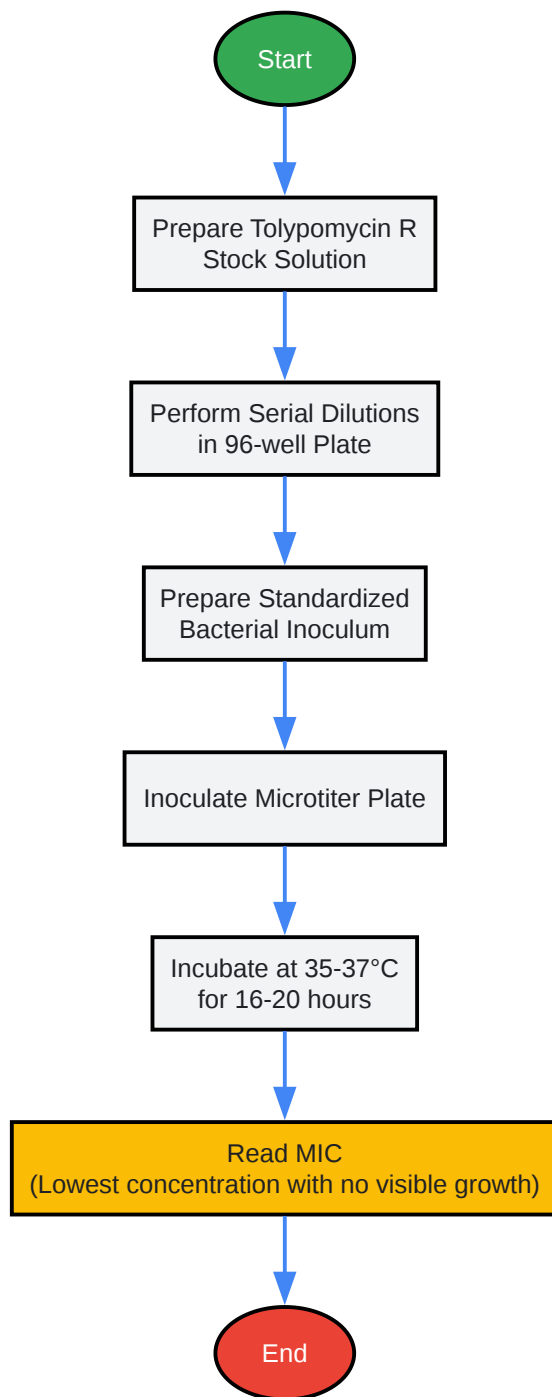 Start
Prepare Tolypomycin R
Stock Solution
Perform Serial Dilutions
in 96-well Plate
Prepare Standardized
Bacterial Inoculum
Inoculate Microtiter Plate
Incubate at 35-37°C
for 16-20 hours
Read MIC
(Lowest concentration with no visible growth)
End